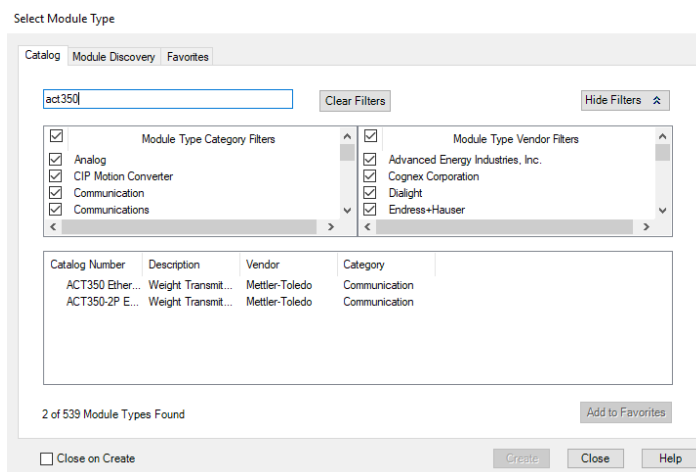 Select Module Type
Catalog Module Discovery Favorites
act350 Clear Filters Hide Filters
Module Type Category Filters Module Type Vendor Filters
Analog Advanced Energy Industries, Inc.
CIP Motion Converter Cognex Corporation
Communication Dialight
Communications Endress+Hauser
Catalog Number Description Vendor Category
ACT350 Ether... Weight Transmit... Mettler-Toledo Communication
ACT350-2P E... Weight Transmit... Mettler-Toledo Communication
2 of 539 Module Types Found Add to Favorites
Close on Create Create Close Help